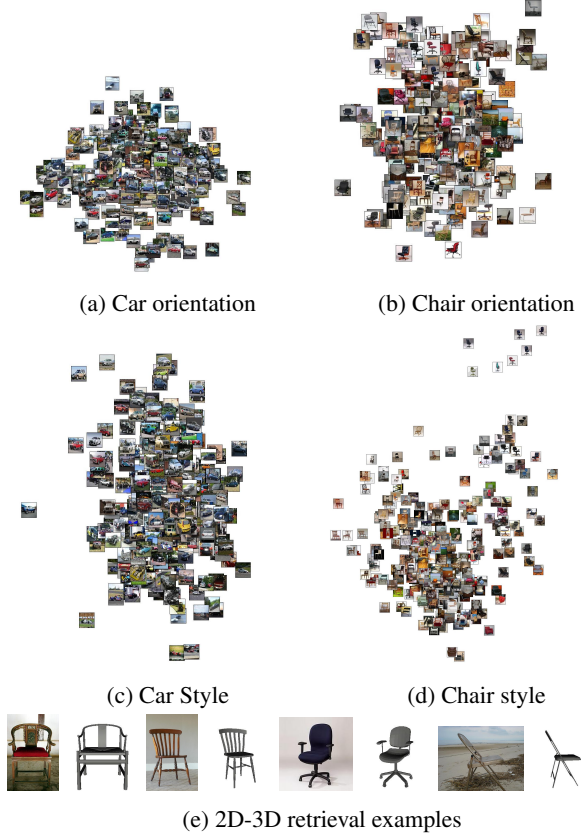 (a) Car orientation
(b) Chair orientation
(c) Car Style
(d) Chair style
(e) 2D-3D retrieval examples